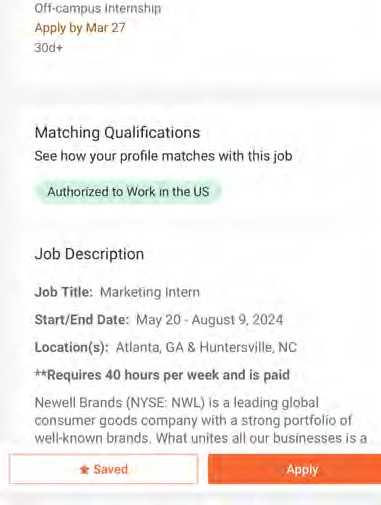 Off-campus Internship
Apply by Mar 27
30d+
Matching Qualifications
See how your profile matches with this job
Authorized to Work in the US
Job Description
Job Title: Marketing Intern
Start/End Date: May 20 - August 9, 2024
Location(s): Atlanta, GA & Huntersville, NC
**Requires 40 hours per week and is paid
Newell Brands (NYSE: NWL) is a leading global
consumer goods company with a strong portfolio of
well-known brands. What unites all our businesses is a
Saved
Apply